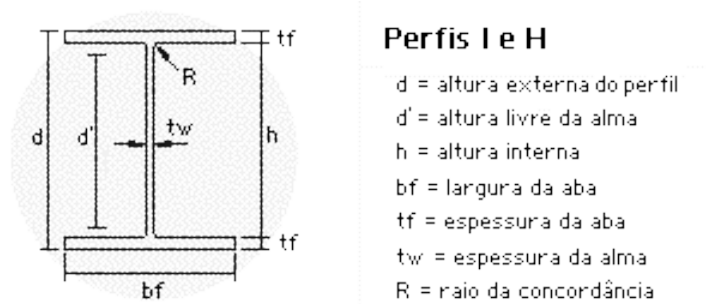 tf
R
d
d'
tw
h
tf
bf
Perfis I e H
d = altura externa do perfil
d' = altura livre da alma
h = altura interna
bf = largura da aba
tf = espessura da aba
tw = espessura da alma
R = raio da concordância